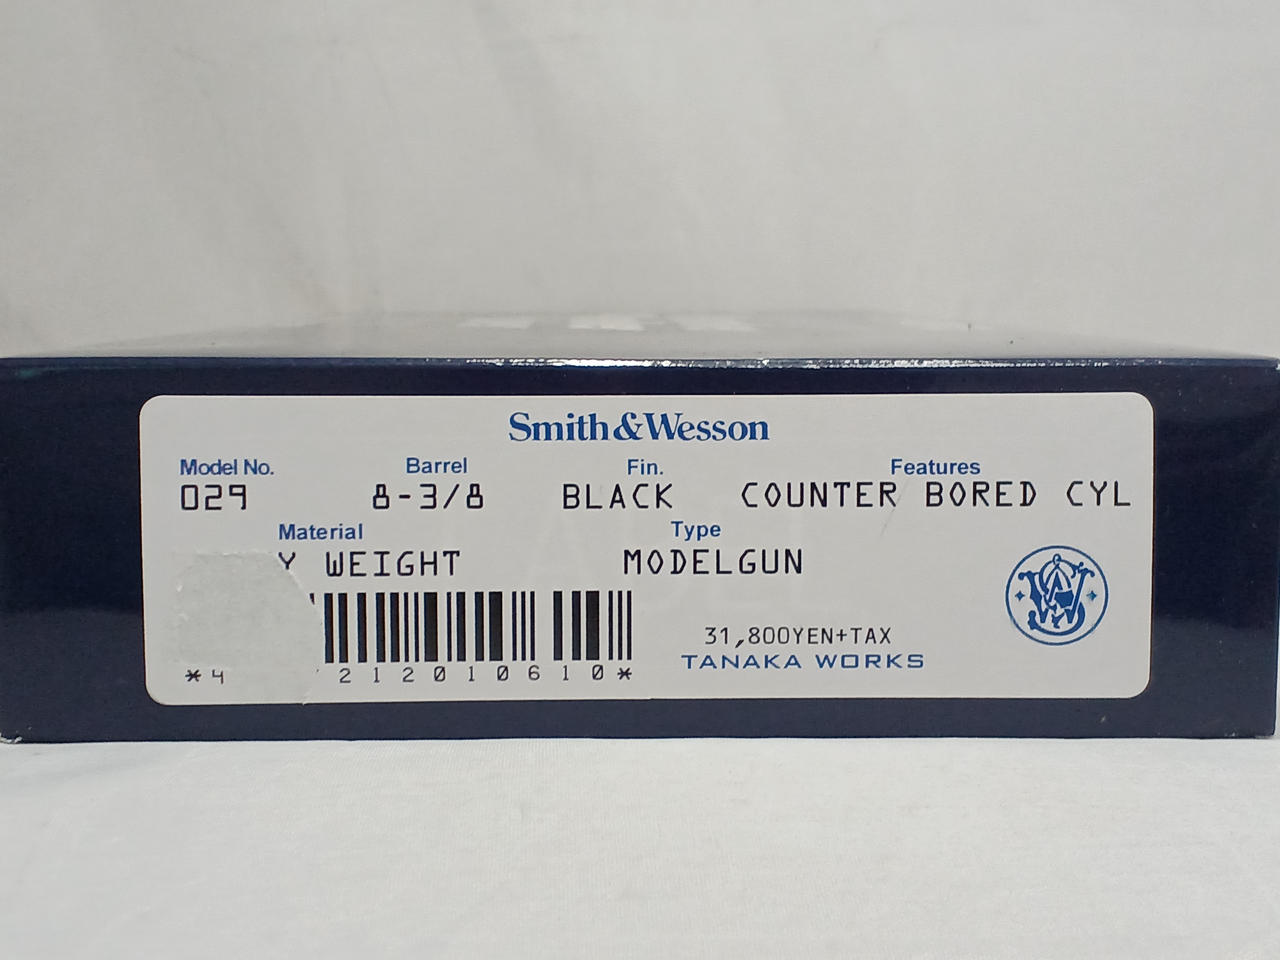 Smith&Wesson
Model No. Barrel Fin. Features
029 8-3/8 BLACK COUNTER BORED CYL
Material Type
Y WEIGHT MODELGUN
31,800YEN+TAX
TANAKA WORKS
*4 212010610*